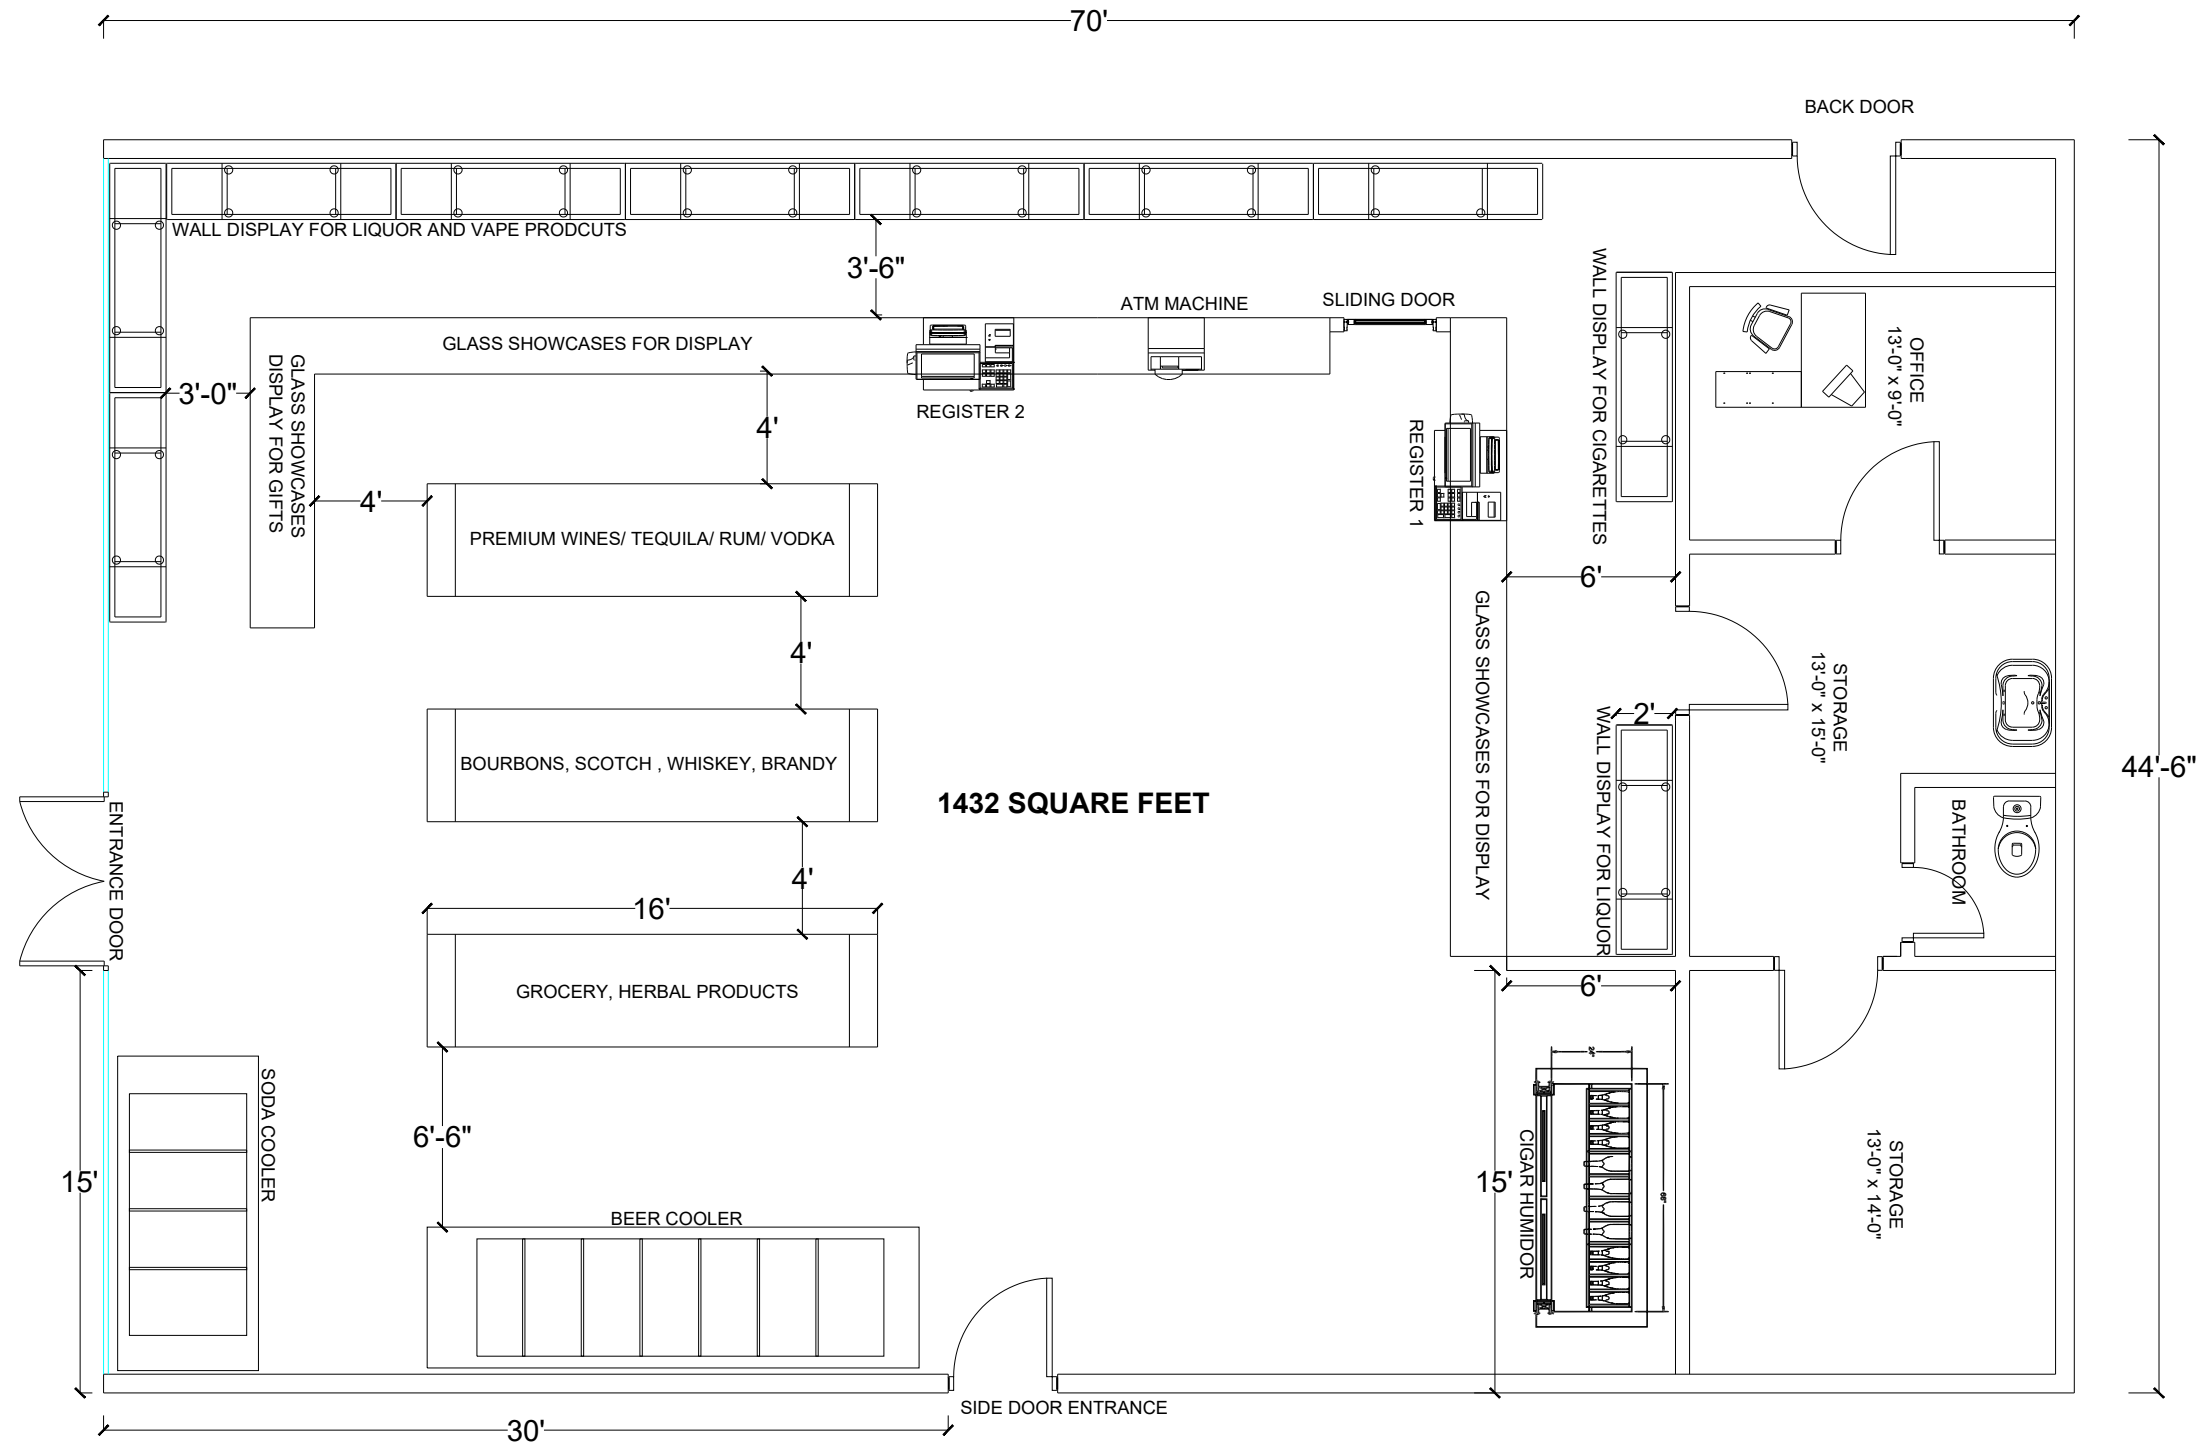 70'
BACK DOOR
WALL DISPLAY FOR LIQUOR AND VAPE PRODCUTS
3'-6"
ATM MACHINE
SLIDING DOOR
GLASS SHOWCASES FOR DISPLAY
REGISTER 2
GLASS SHOWCASES
DISPLAY FOR GIFTS
3'-0"
4'
4'
PREMIUM WINES/ TEQUILA/ RUM/ VODKA
4'
BOURBONS, SCOTCH , WHISKEY, BRANDY
4'
16'
GROCERY, HERBAL PRODUCTS
1432 SQUARE FEET
REGISTER 1
WALL DISPLAY FOR CIGARETTES
6'
GLASS SHOWCASES FOR DISPLAY
2'
WALL DISPLAY FOR LIQUOR
6'
OFFICE
13'-0" x 9'-0"
STORAGE
13'-0" x 15'-0"
BATHROOM
44'-6"
ENTRANCE DOOR
15'
SODA COOLER
6'-6"
BEER COOLER
15'
CIGAR HUMIDOR
24"
68"
STORAGE
13'-0" x 14'-0"
SIDE DOOR ENTRANCE
30'